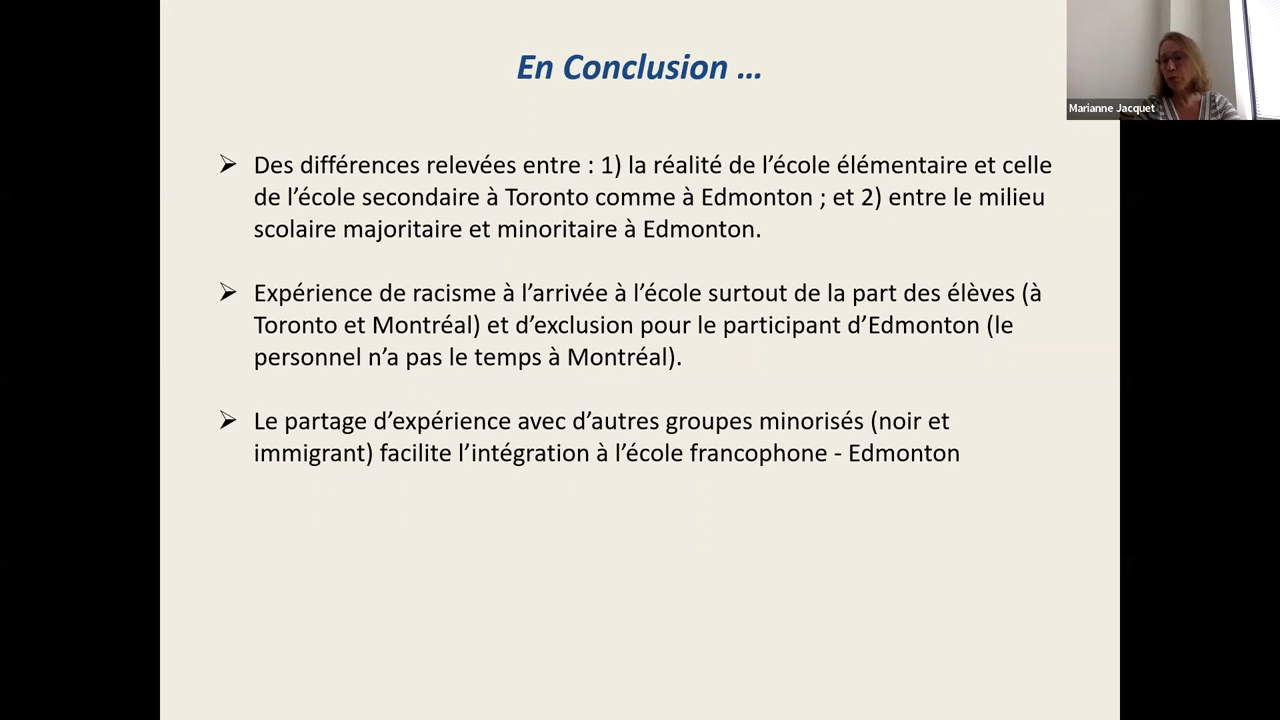 En Conclusion ...
Marianne Jacquet
➢ Des différences relevées entre : 1) la réalité de l’école élémentaire et celle
de l’école secondaire à Toronto comme à Edmonton ; et 2) entre le milieu
scolaire majoritaire et minoritaire à Edmonton.
➢ Expérience de racisme à l’arrivée à l’école surtout de la part des élèves (à
Toronto et Montréal) et d’exclusion pour le participant d’Edmonton (le
personnel n’a pas le temps à Montréal).
➢ Le partage d’expérience avec d’autres groupes minorisés (noir et
immigrant) facilite l’intégration à l’école francophone - Edmonton